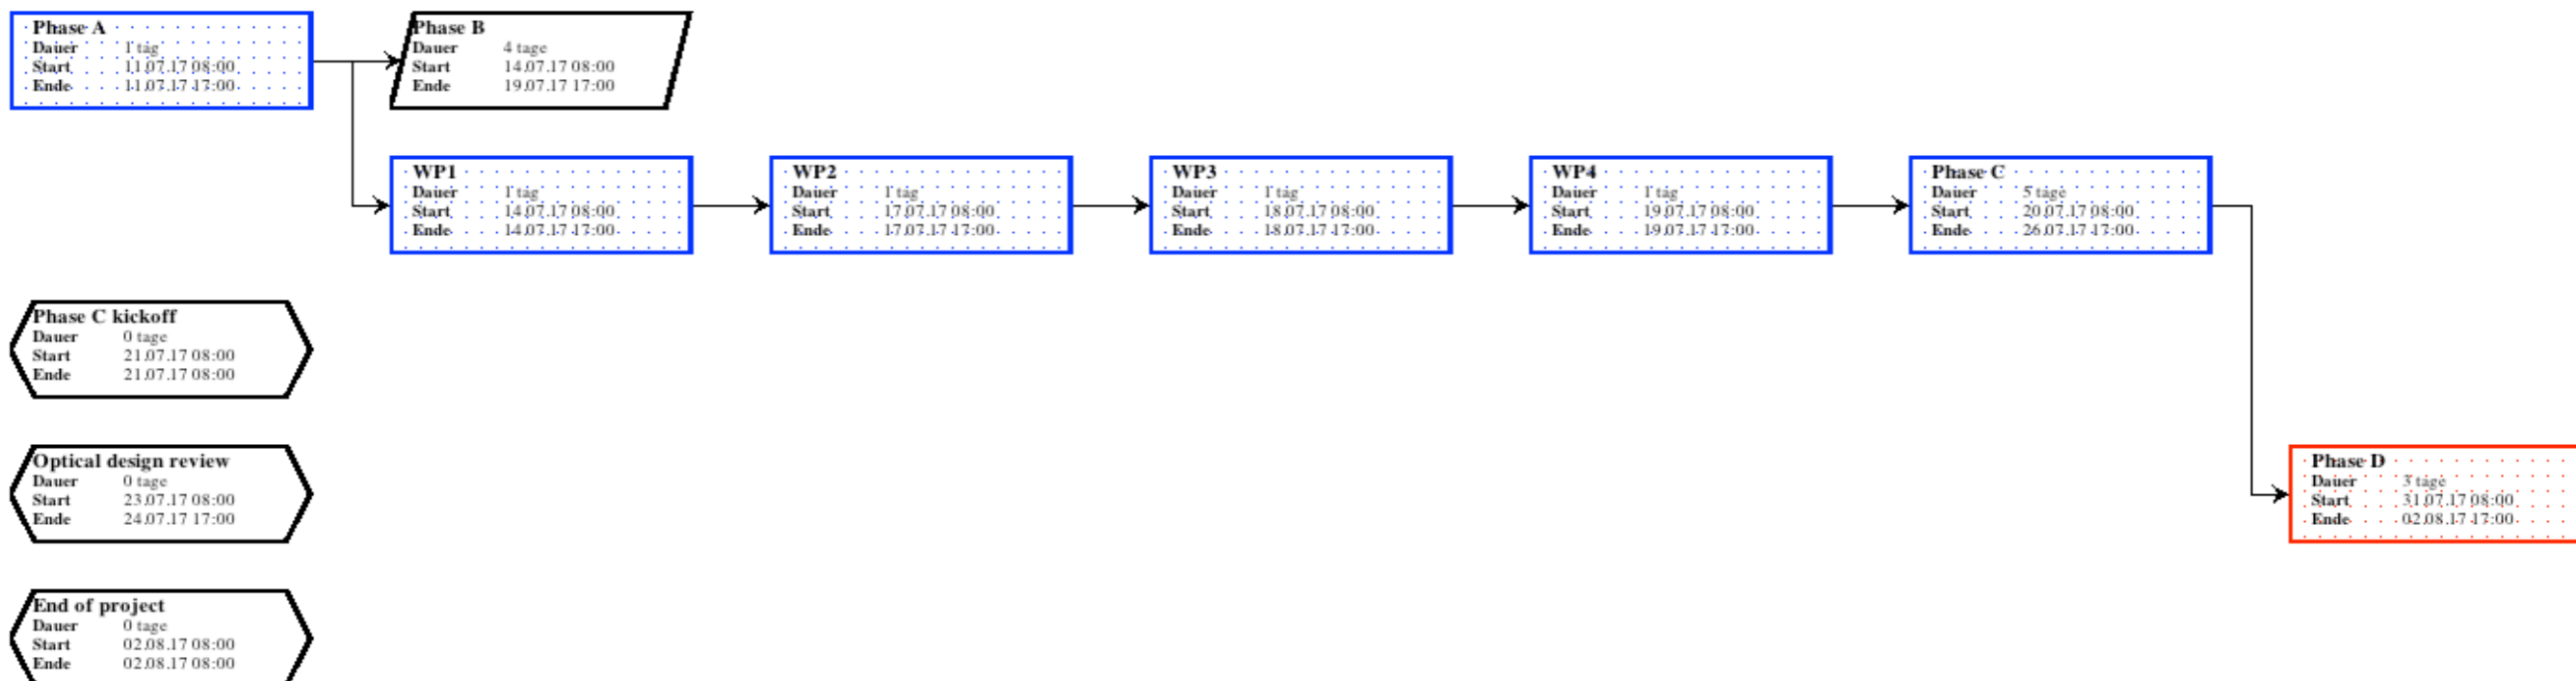 Phase A
Dauer 1 tag
Start 11.07.17 08:00
Ende 11.07.17 17:00
Phase B
Dauer 4 tage
Start 14.07.17 08:00
Ende 19.07.17 17:00
WP1
Dauer 1 tag
Start 14.07.17 08:00
Ende 14.07.17 17:00
WP2
Dauer 1 tag
Start 17.07.17 08:00
Ende 17.07.17 17:00
WP3
Dauer 1 tag
Start 18.07.17 08:00
Ende 18.07.17 17:00
WP4
Dauer 1 tag
Start 19.07.17 08:00
Ende 19.07.17 17:00
Phase C
Dauer 5 tage
Start 20.07.17 08:00
Ende 26.07.17 17:00
Phase C kickoff
Dauer 0 tage
Start 21.07.17 08:00
Ende 21.07.17 08:00
Optical design review
Dauer 0 tage
Start 23.07.17 08:00
Ende 24.07.17 17:00
Phase D
Dauer 3 tage
Start 31.07.17 08:00
Ende 02.08.17 17:00
End of project
Dauer 0 tage
Start 02.08.17 08:00
Ende 02.08.17 08:00